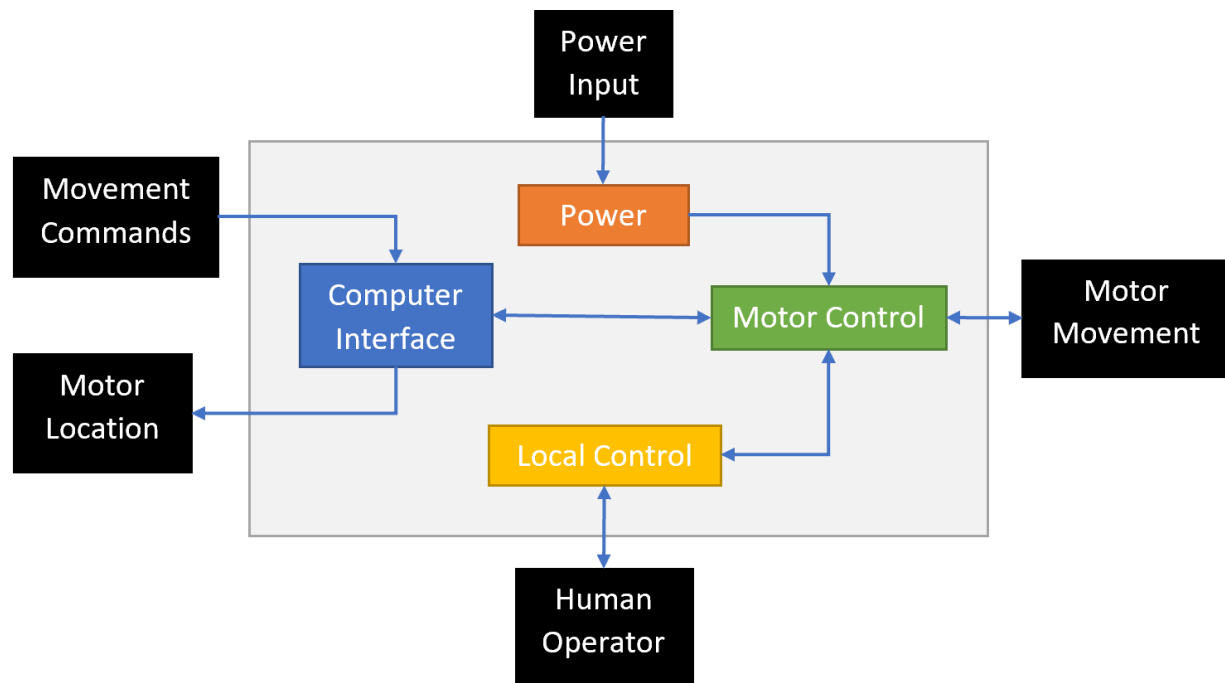 Power
Input
Movement
Commands
Power
Computer
Interface
Motor Control
Motor
Movement
Motor
Location
Local Control
Human
Operator